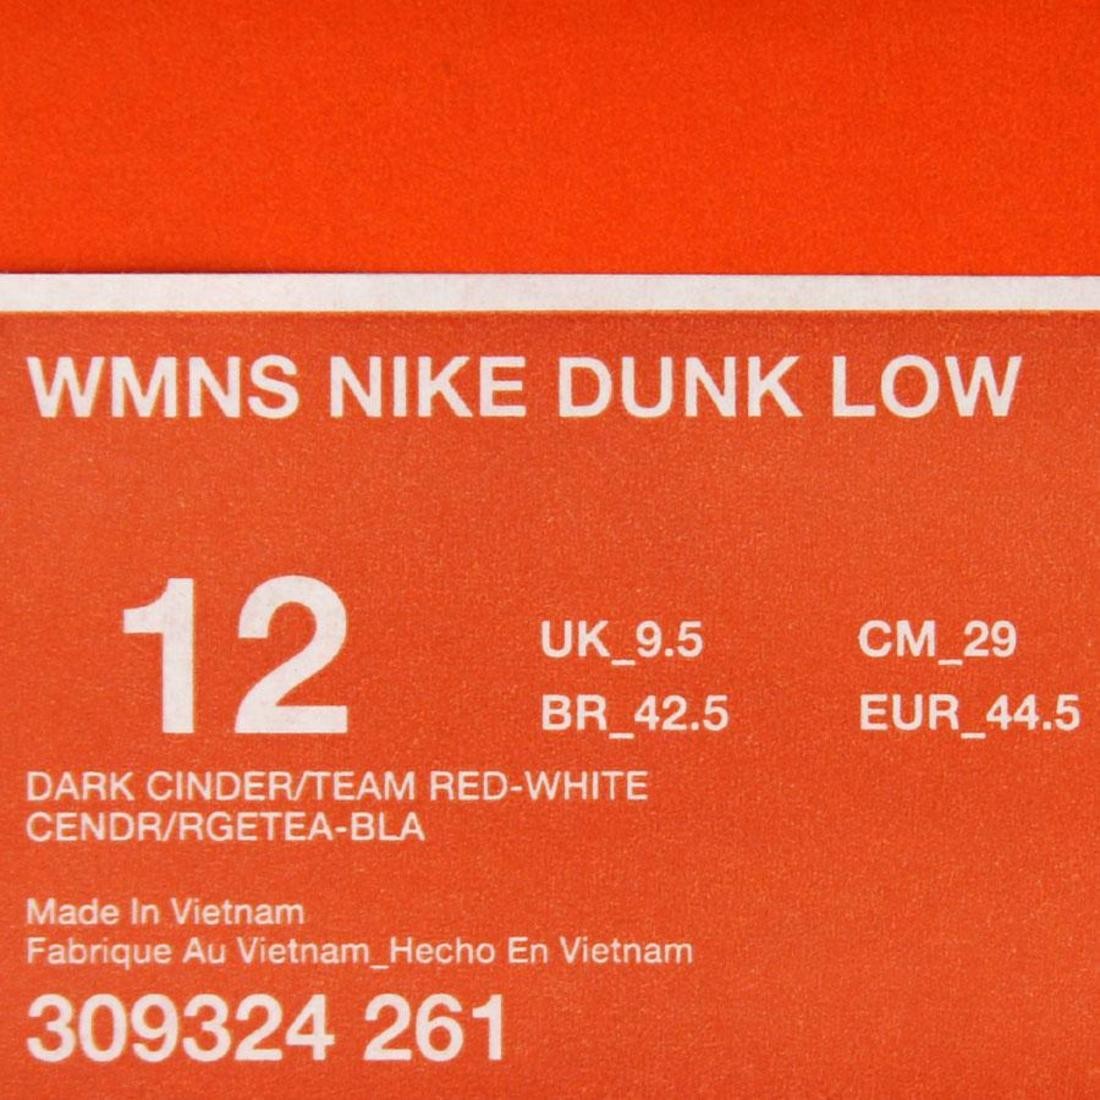 WMNS NIKE DUNK LOW
12
UK_9.5 CM_29
BR_42.5 EUR_44.5
DARK CINDER/TEAM RED-WHITE
CENDR/RGETEA-BLA
Made In Vietnam
Fabrique Au Vietnam_Hecho En Vietnam
309324 261